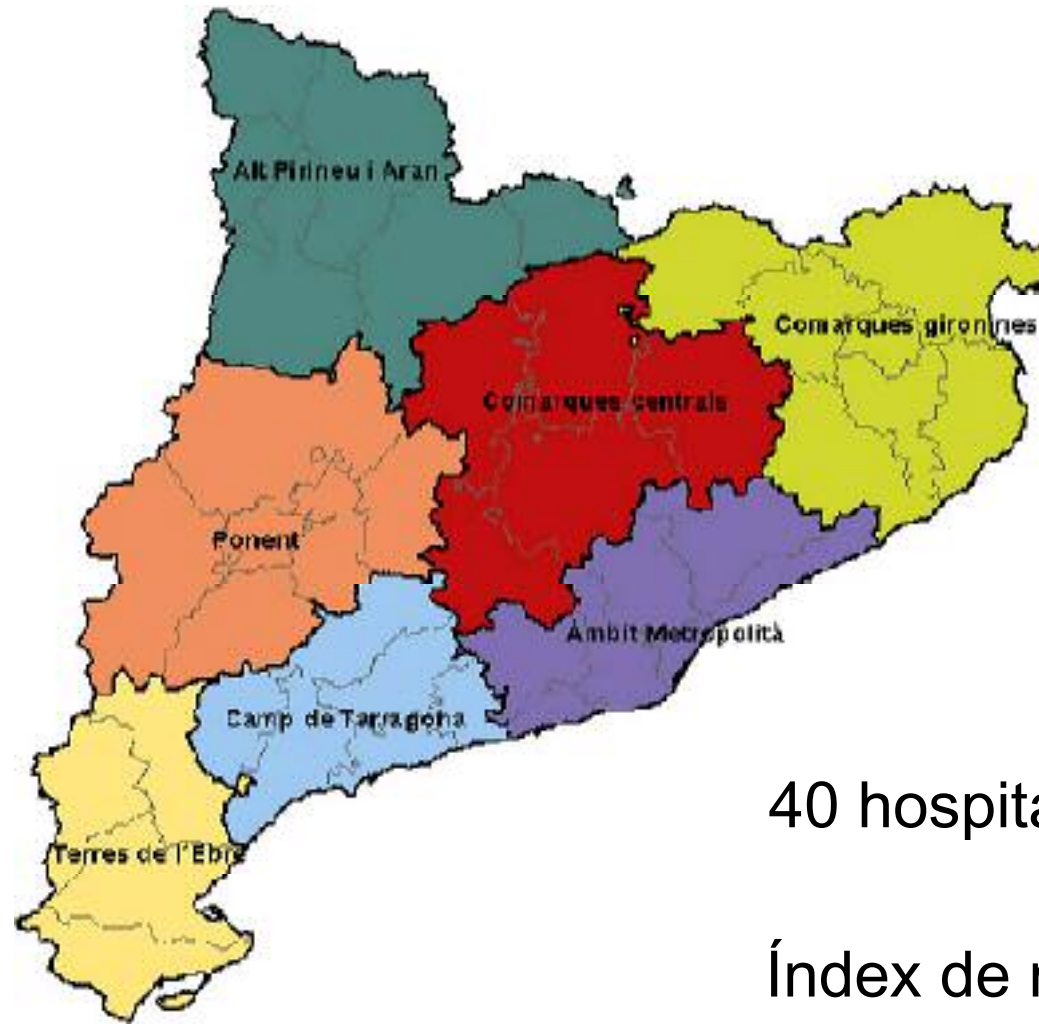 Alt Pirineu i Aran
Comarques gironines
Comarques centrals
Ponent
Àmbit Metropolità
Camp de Tarragona
40
Terres de l'Ebre
Índex de